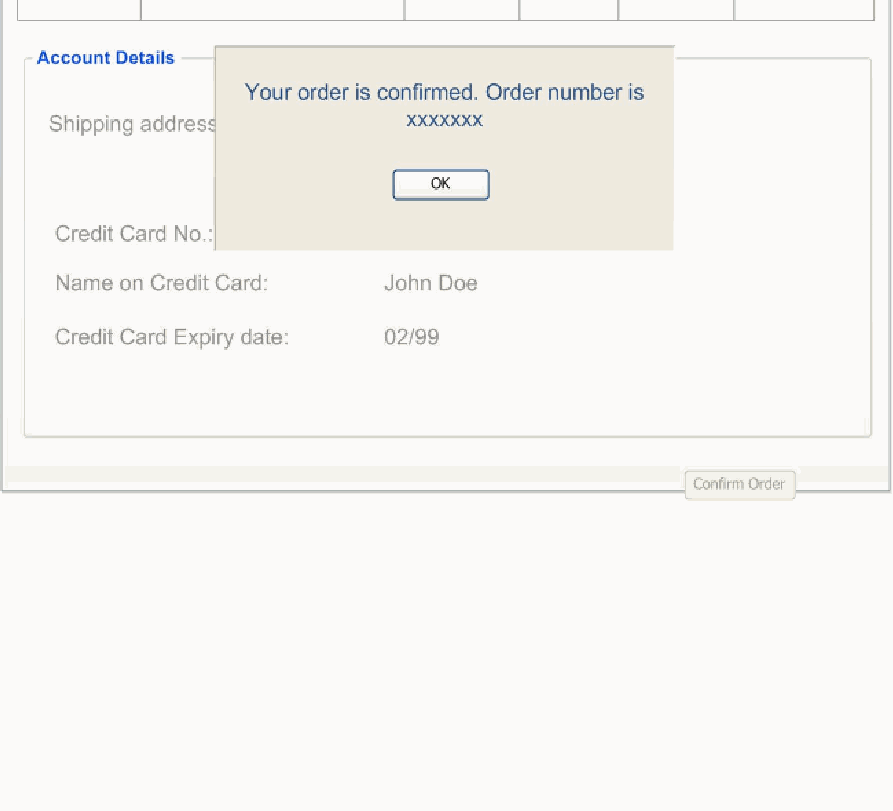 Account Details
Your order is confirmed. Order number is
xxxxxxx
Shipping address
OK
Credit Card No.:
Name on Credit Card: John Doe
Credit Card Expiry date: 02/99
Confirm Order